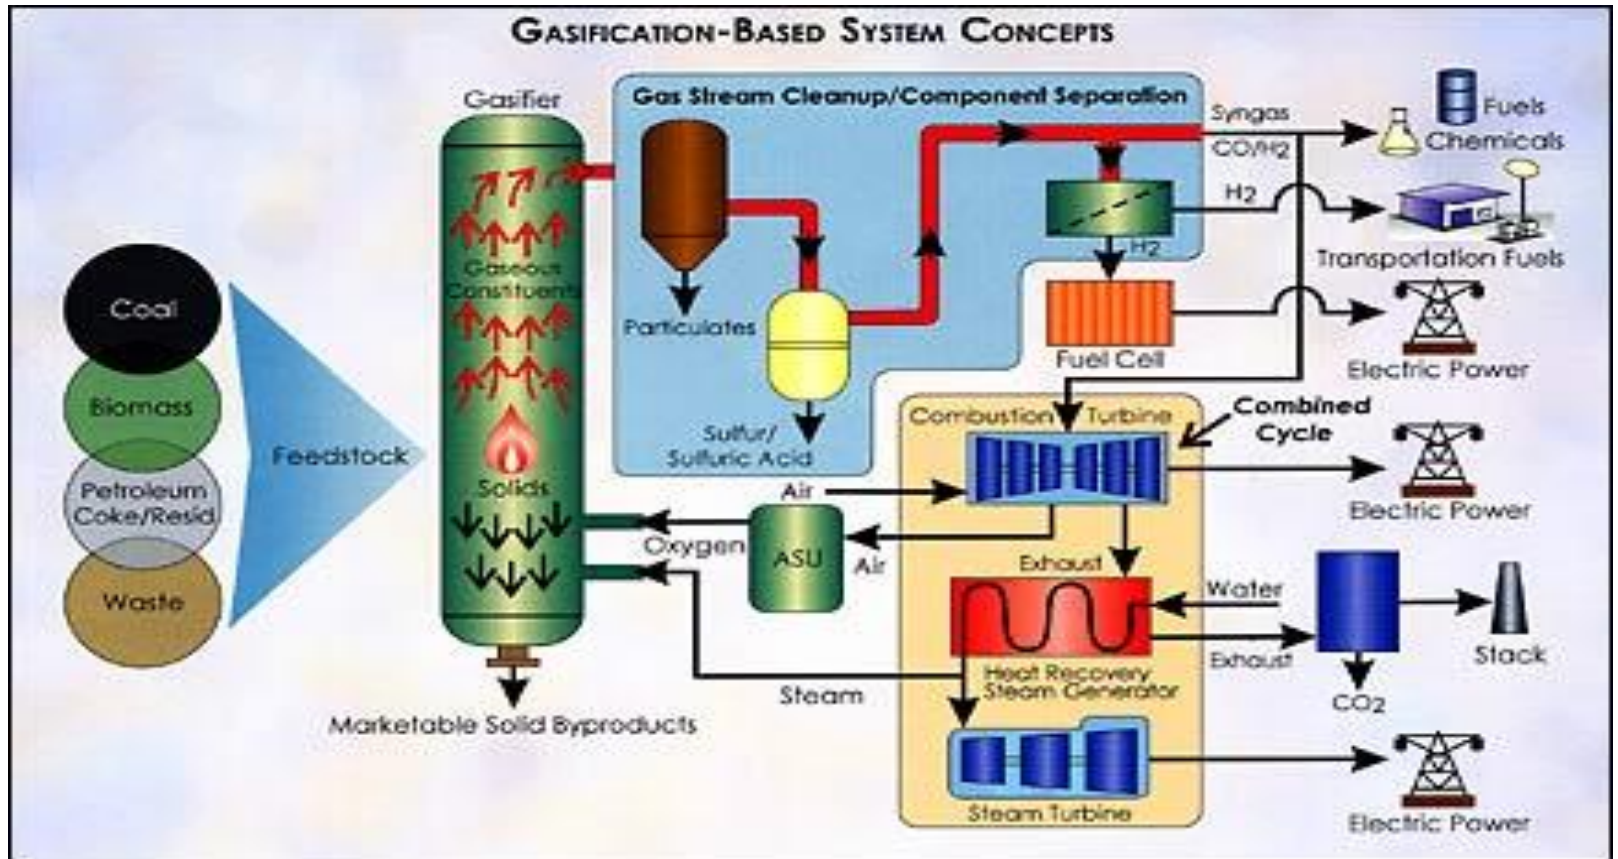 GASIFICATION-BASED SYSTEM CONCEPTS
Gasifier
Gas Stream Cleanup/Component Separation
Syngas
CO/H2
Fuels
Chemicals
H2
Transportation Fuels
H2
Gaseous
Constituents
Particulates
Coal
Biomass
Petroleum
Coke/Resid
Waste
Feedstock
Fuel Cell
Electric Power
Sulfur/
Sulfuric Acid
Combustion Turbine
Combined
Cycle
Solids
Air
Electric Power
Oxygen
ASU
Air
Exhaust
Water
Exhaust
Stack
Heat Recovery
Steam Generator
CO2
Steam
Marketable Solid Byproducts
Steam Turbine
Electric Power